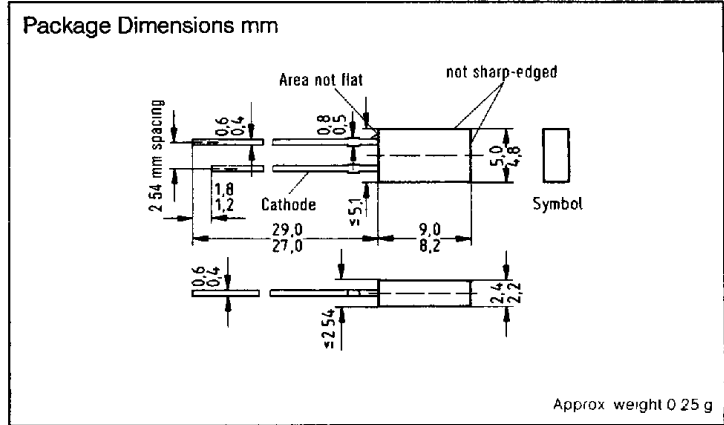 Package Dimensions mm
Area not flat
not sharp-edged
2 54 mm spacing
0,6
0,4
0,8
0,5
5,0
4,8
Symbol
1,8
1,2
Cathode
≤5,1
29,0
27,0
9,0
8,2
0,6
0,4
≤2 54
2,4
2,2
Approx weight 0 25 g